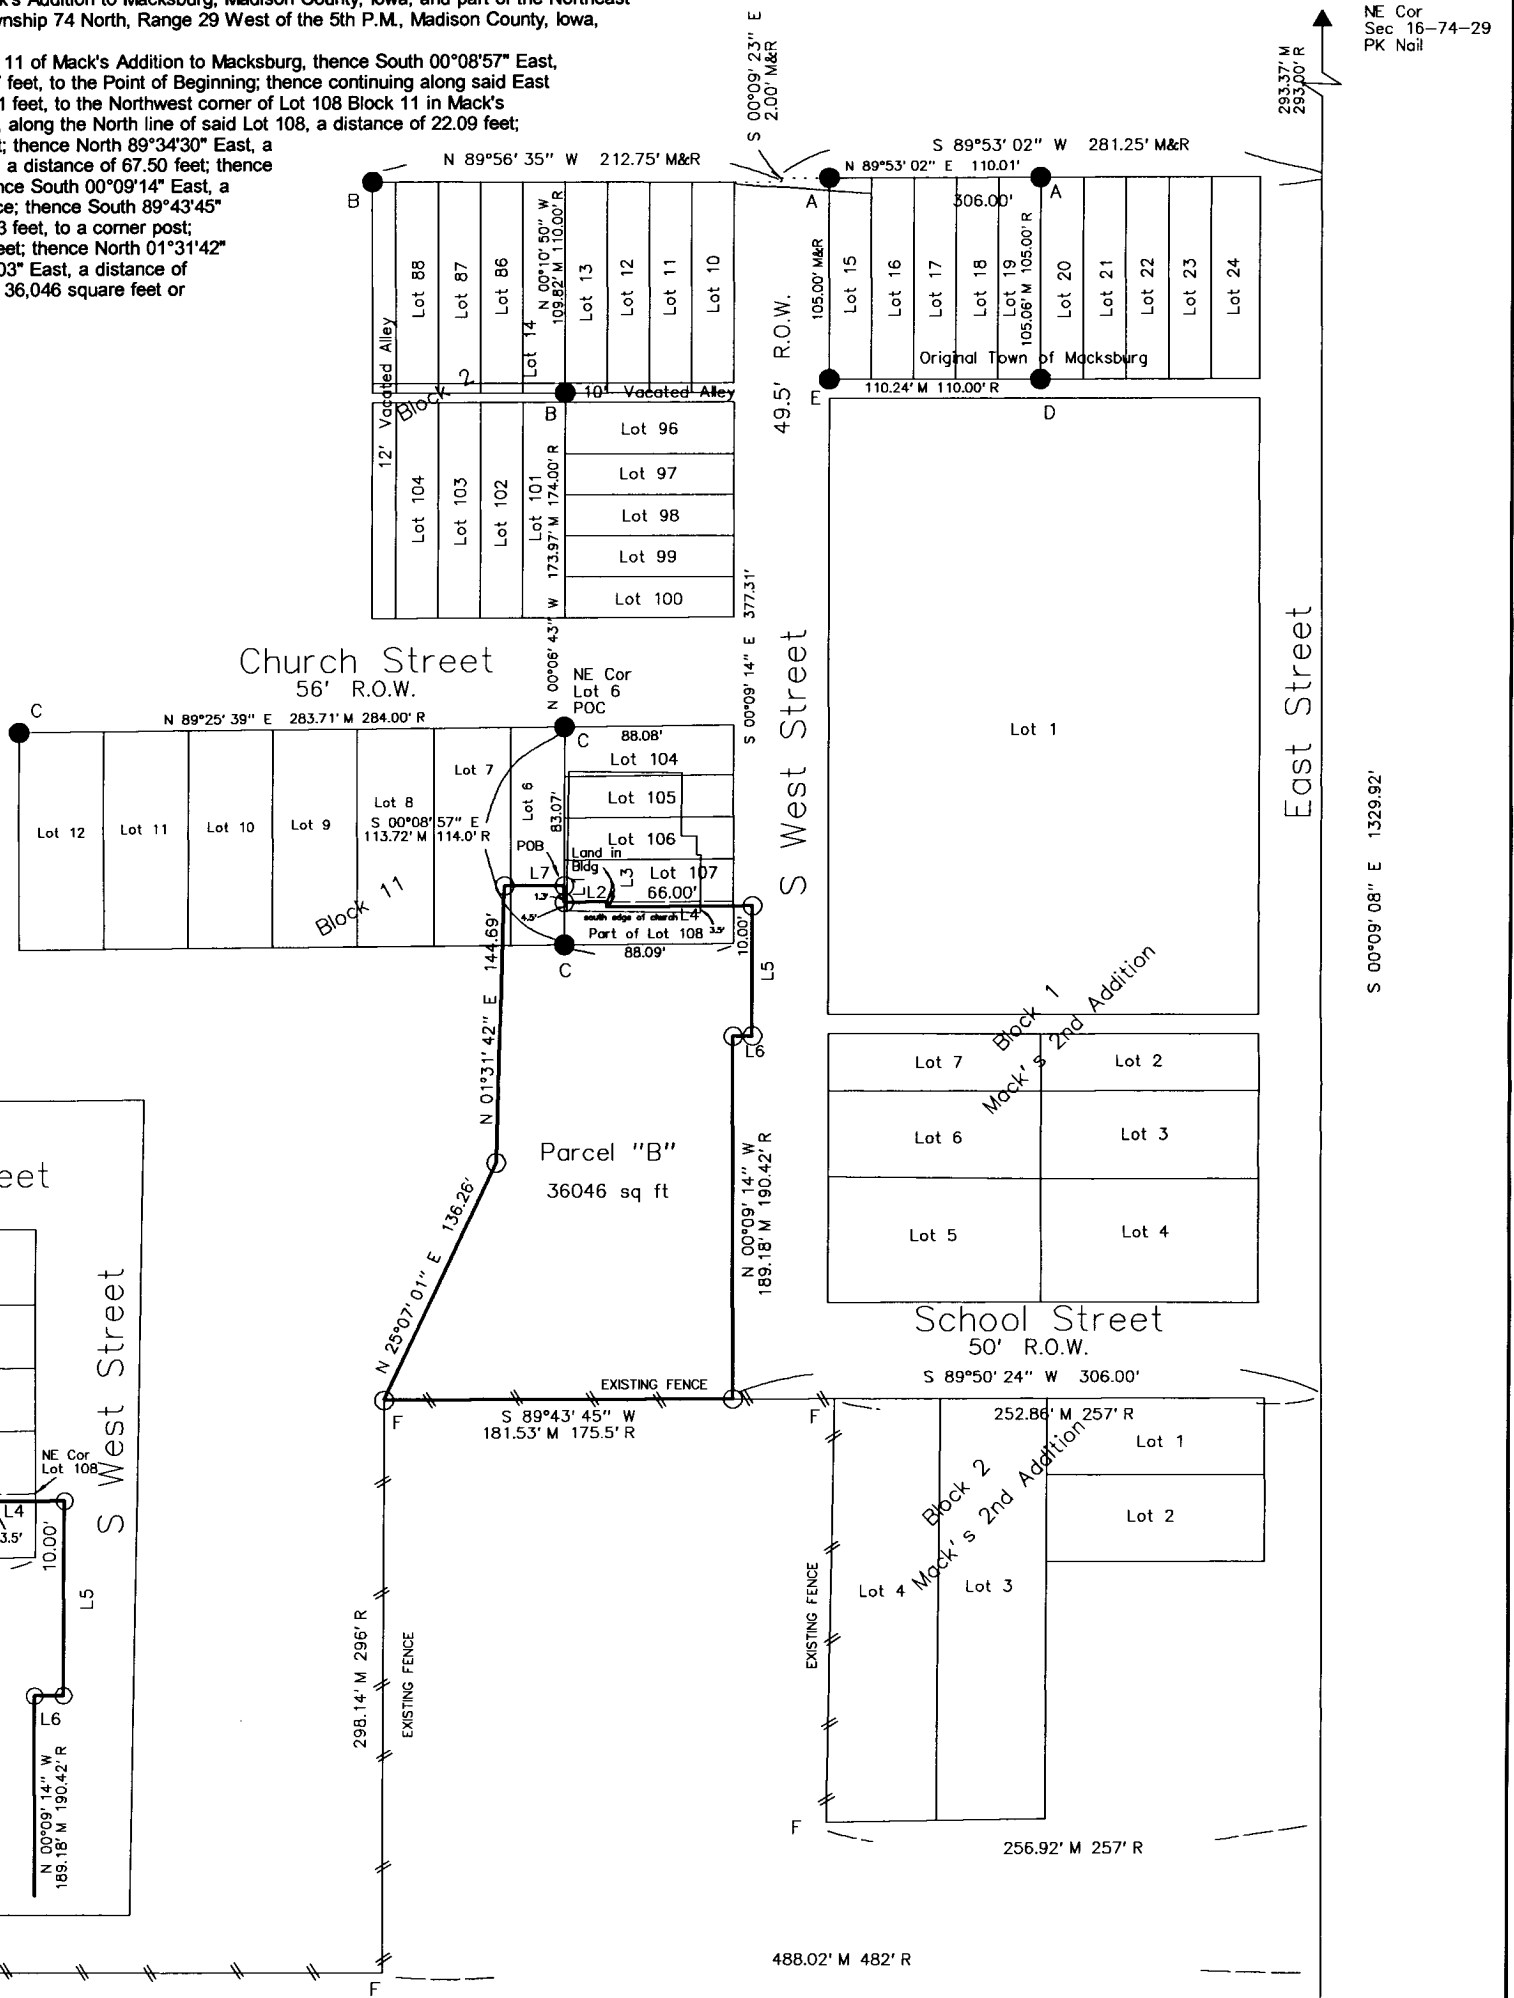 k's Addition to Macksburg, Madison County, Iowa, and part of the Northeast
nship 74 North, Range 29 West of the 5th P.M., Madison County, Iowa,
11 of Mack's Addition to Macksburg, thence South 00°08'57" East,
feet, to the Point of Beginning; thence continuing along said East
1 feet, to the Northwest corner of Lot 108 Block 11 in Mack's
, along the North line of said Lot 108, a distance of 22.09 feet;
; thence North 89°34'30" East, a
a distance of 67.50 feet; thence
nce South 00°09'14" East, a
ce; thence South 89°43'45"
3 feet, to a corner post;
eet; thence North 01°31'42"
03" East, a distance of
36,046 square feet or
S 00°09' 23" E
2.00' M&R
293.37' M
293.00' R
NE Cor
Sec 16-74-29
PK Nail
N 89°56' 35" W 212.75' M&R
S 89°53' 02" W 281.25' M&R
N 89°53' 02" E 110.01'
B
A
A
306.00'
12' Vacated Alley
Lot 88
Lot 87
Lot 86
Lot 14
N 00°10' 50" W
109.82' M 110.00' R
Lot 13
Lot 12
Lot 11
Lot 10
49.5' R.O.W.
105.00' M&R
Lot 15
Lot 16
Lot 17
Lot 18
Lot 19
105.06' M 105.00' R
Lot 20
Lot 21
Lot 22
Lot 23
Lot 24
Original Town of Macksburg
110.24' M 110.00' R
E
D
Block 2
10' Vacated Alley
B
Lot 104
Lot 103
Lot 102
Lot 101
N 00°06' 43" W 173.97' M 174.00' R
Lot 96
Lot 97
Lot 98
Lot 99
Lot 100
S 00°09' 14" E 377.31'
S West Street
East Street
S 00°09' 08" E 1329.92'
Church Street
56' R.O.W.
NE Cor
Lot 6
POC
C
N 89°25' 39" E 283.71' M 284.00' R
C
88.08'
Lot 12
Lot 11
Lot 10
Lot 9
Lot 8
S 00°08' 57" E
113.72' M 114.0' R
Lot 7
Lot 6
83.07'
Lot 104
Lot 105
Lot 106
Lot 107
POB
Land in
Bldg
L7
L1
L2
L3
66.00'
1.3'
4.5'
south edge of church
L4
3.5'
Part of Lot 108
88.09'
10.00'
L5
C
L6
Block 11
Lot 1
Block 1
Mack's 2nd Addition
Lot 7
Lot 2
Lot 6
Lot 3
Lot 5
Lot 4
N 01°31' 42" E 144.69'
Parcel "B"
36046 sq ft
N 00°09' 14" W
189.18' M 190.42' R
N 25°07' 01" E 136.26'
School Street
50' R.O.W.
S 89°50' 24" W 306.00'
EXISTING FENCE
S 89°43' 45" W
181.53' M 175.5' R
F
F
252.86' M 257' R
Lot 1
Lot 2
Block 2
Mack's 2nd Addition
Lot 4
Lot 3
EXISTING FENCE
F
256.92' M 257' R
298.14' M 296' R
EXISTING FENCE
488.02' M 482' R
F
eet
S West Street
NE Cor
Lot 108
L4
3.5'
10.00'
L5
L6
N 00°09' 14" W
189.18' M 190.42' R